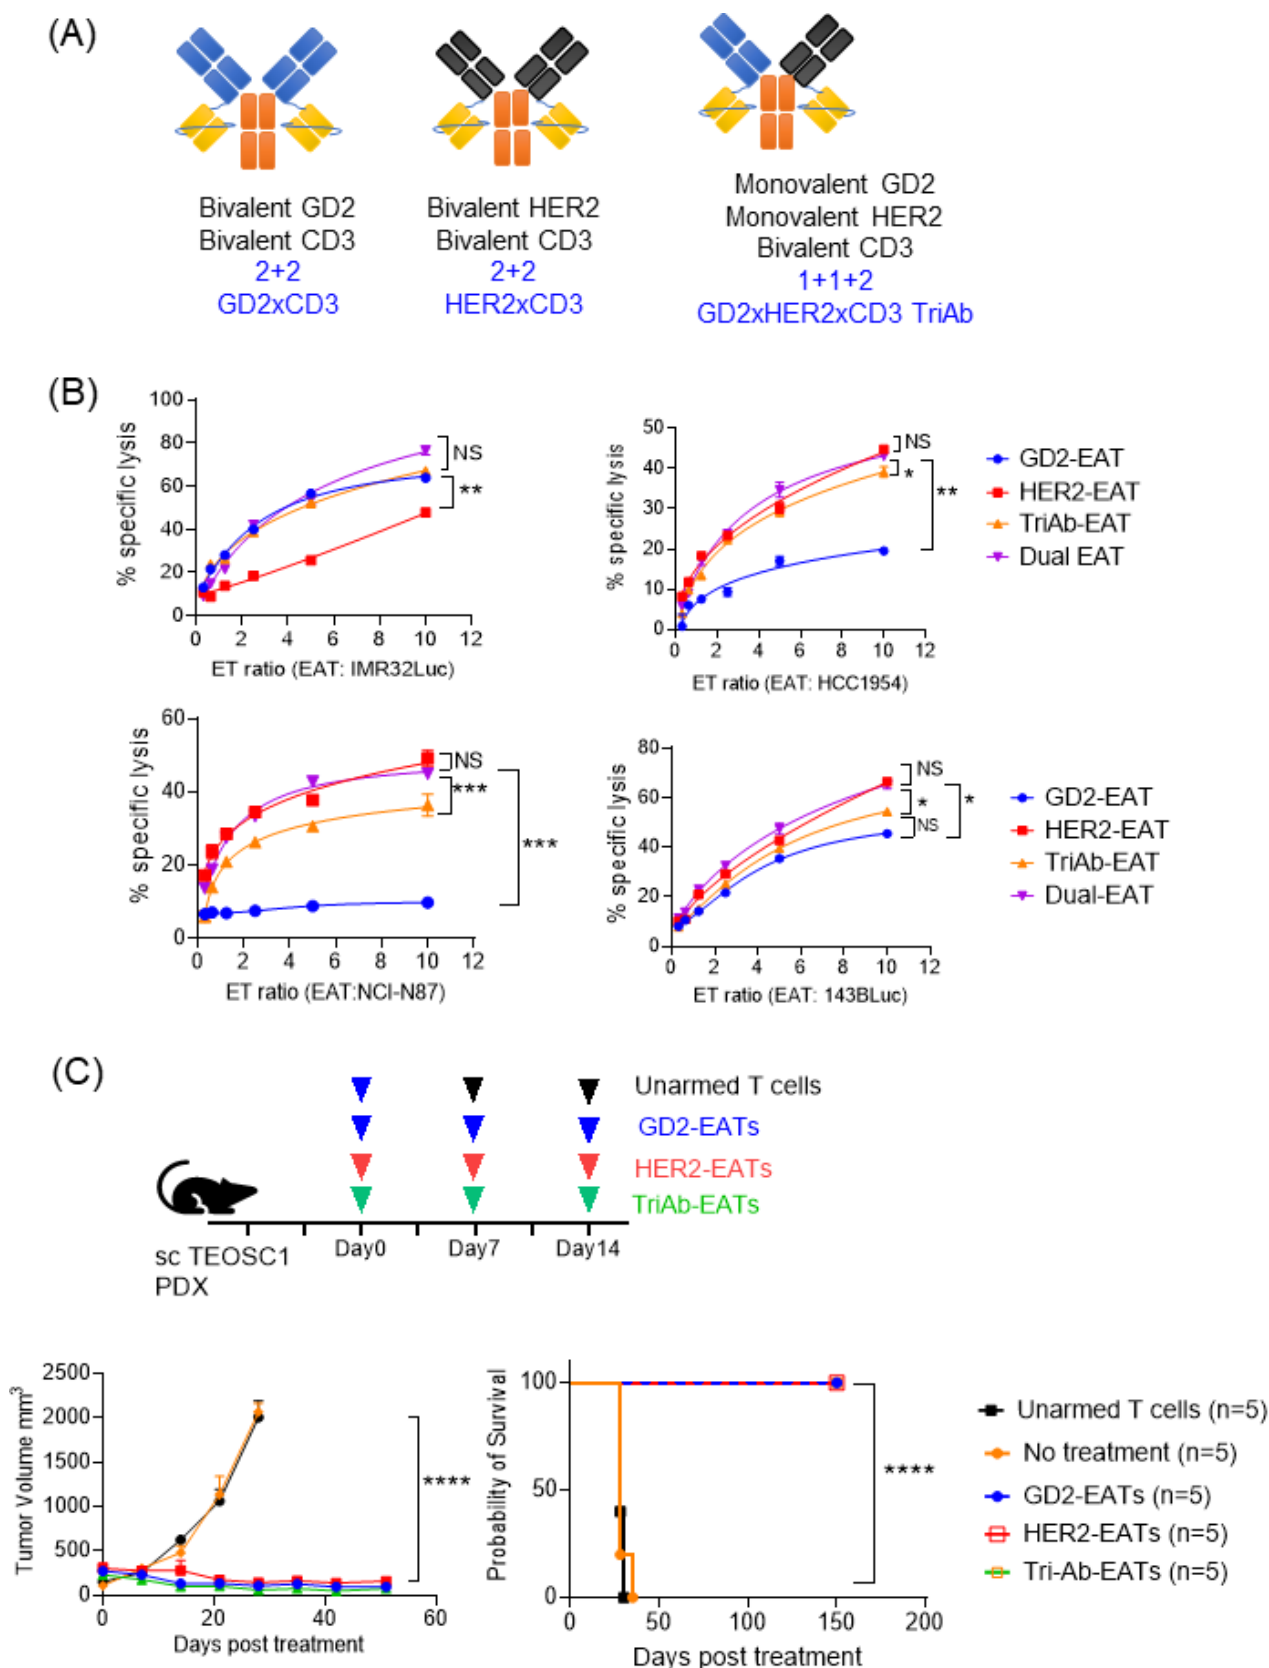 (A)
Bivalent GD2
Bivalent CD3
2+2
GD2xCD3
Bivalent HER2
Bivalent CD3
2+2
HER2xCD3
Monovalent GD2
Monovalent HER2
Bivalent CD3
1+1+2
GD2xHER2xCD3 TriAb
(B)
% specific lysis
100
80
60
40
20
0
0 2 4 6 8 10 12
ET ratio (EAT: IMR32Luc)
NS
**
% specific lysis
50
40
30
20
10
0
0 2 4 6 8 10 12
ET ratio (EAT: HCC1954)
NS
*
**
GD2-EAT
HER2-EAT
TriAb-EAT
Dual EAT
% specific lysis
60
40
20
0
0 2 4 6 8 10 12
ET ratio (EAT:NCI-N87)
NS
***
***
% specific lysis
80
60
40
20
0
0 2 4 6 8 10 12
ET ratio (EAT: 143BLuc)
NS
*
NS
*
GD2-EAT
HER2-EAT
TriAb-EAT
Dual-EAT
(C)
Unarmed T cells
GD2-EATs
HER2-EATs
TriAb-EATs
sc TEOSC1
PDX
Day0
Day7
Day14
Tumor Volume mm³
2500
2000
1500
1000
500
0
0 20 40 60
Days post treatment
****
Probability of Survival
100
50
0
0 50 100 150 200
Days post treatment
****
Unarmed T cells (n=5)
No treatment (n=5)
GD2-EATs (n=5)
HER2-EATs (n=5)
Tri-Ab-EATs (n=5)